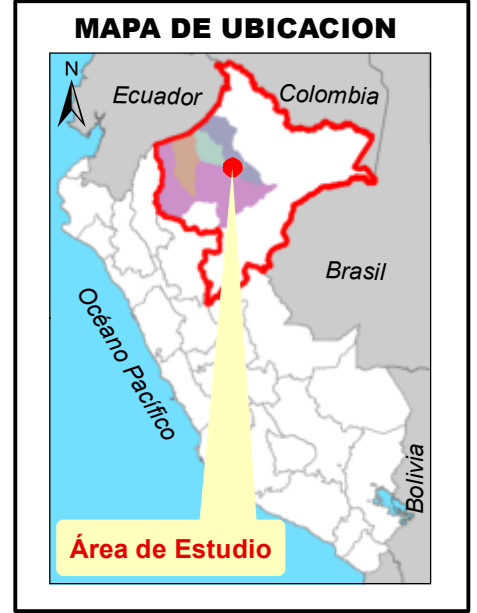 MAPA DE UBICACION
N
Ecuador
Colombia
Brasil
Océano Pacífico
Bolivia
Área de Estudio